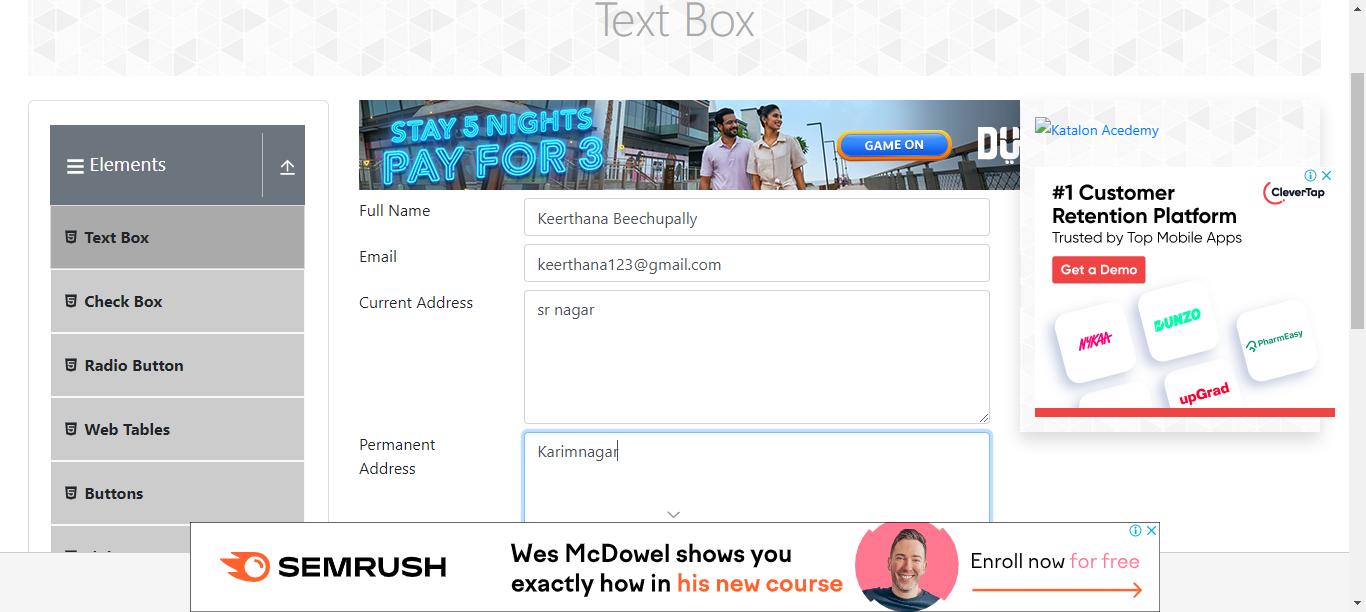 Text Box
Elements
Text Box
Check Box
Radio Button
Web Tables
Buttons
STAY 5 NIGHTS
PAY FOR 3
GAME ON
Full Name
Keerthana Beechupally
Email
keerthana123@gmail.com
Current Address
sr nagar
Permanent
Address
Karimnagar
Katalon Acedemy
#1 Customer
Retention Platform
Trusted by Top Mobile Apps
CleverTap
Get a Demo
NYKAA
DUNZO
PharmEasy
upGrad
SEMRUSH
Wes McDowel shows you
exactly how in his new course
Enroll now for free